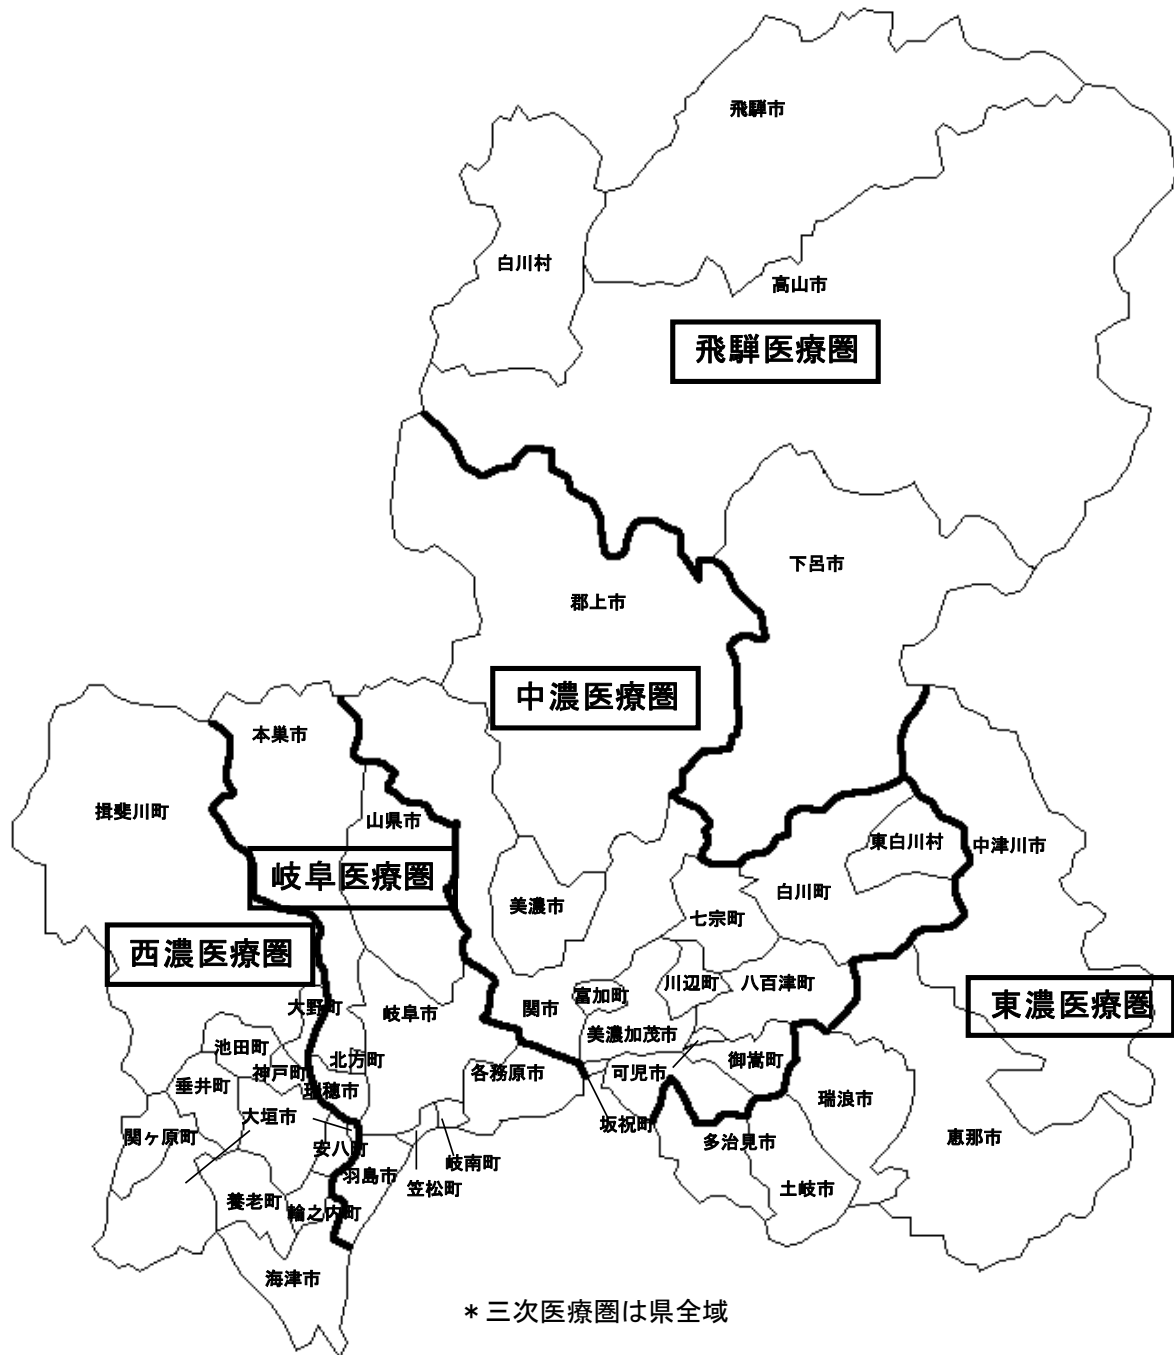 飛騨市
白川村
高山市
飛騨医療圏
下呂市
郡上市
中濃医療圏
本巣市
揖斐川町
山県市
東白川村
中津川市
岐阜医療圏
白川町
美濃市
七宗町
西濃医療圏
川辺町
八百津町
富加町
関市
東濃医療圏
大野町
岐阜市
美濃加茂市
池田町
北方町
御嵩町
神戸町
各務原市
可児市
垂井町
瑞穂市
瑞浪市
大垣市
坂祝町
関ヶ原町
恵那市
安八町
多治見市
岐南町
羽島市
笠松町
土岐市
養老町
輪之内町
海津市
＊三次医療圏は県全域